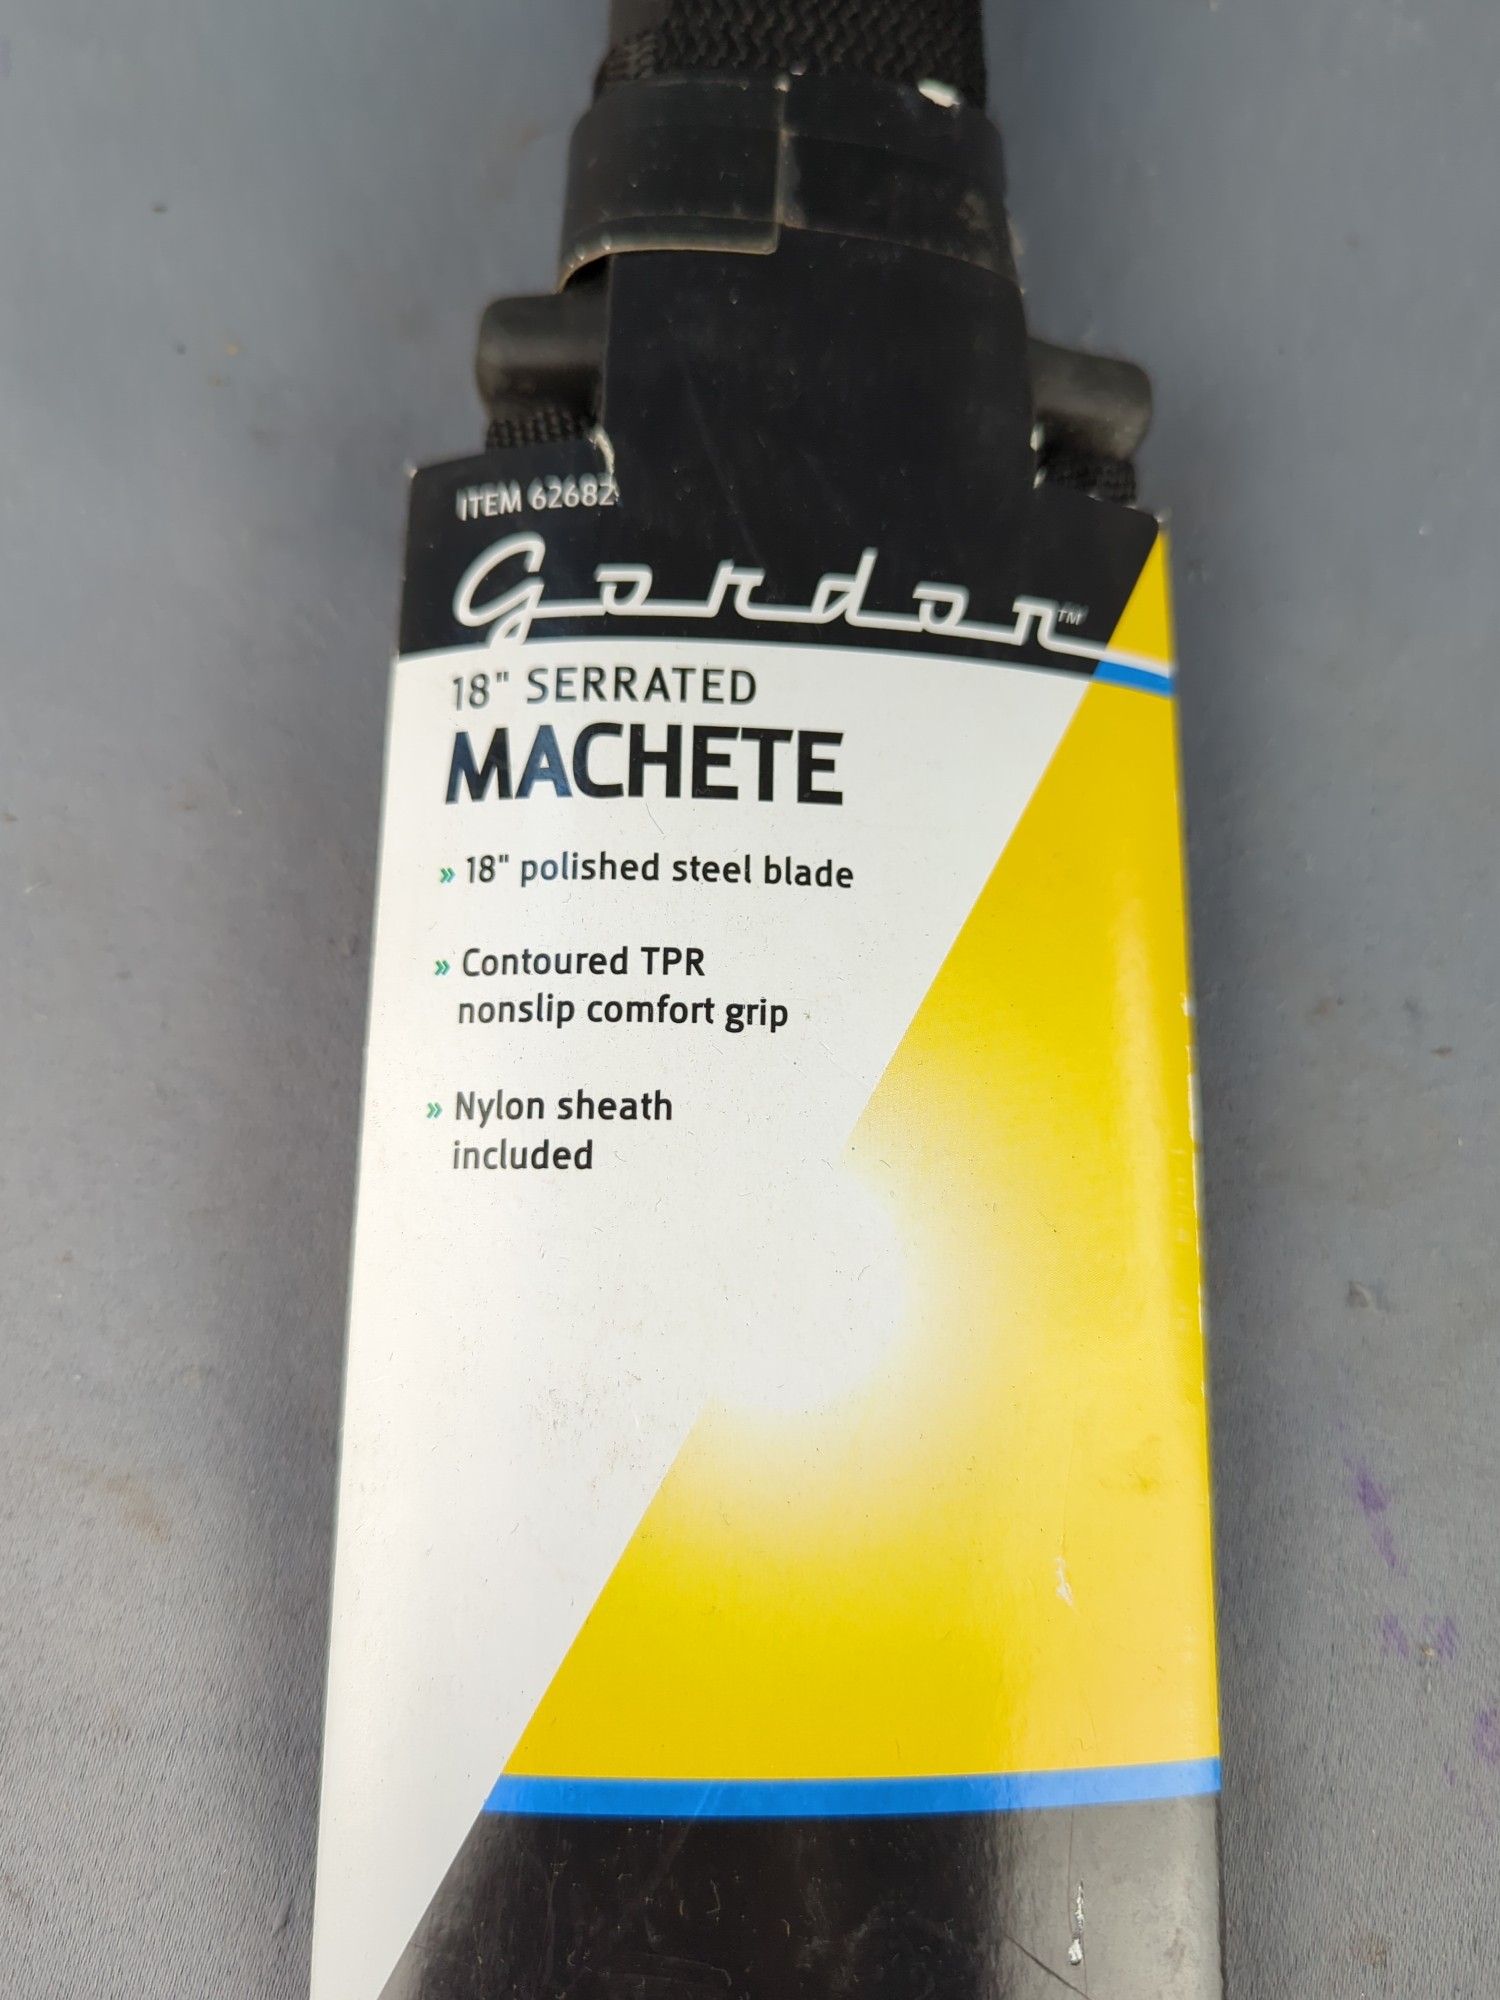 ITEM 62682
Gordon™
18" SERRATED
MACHETE
» 18" polished steel blade
» Contoured TPR
nonslip comfort grip
» Nylon sheath
included